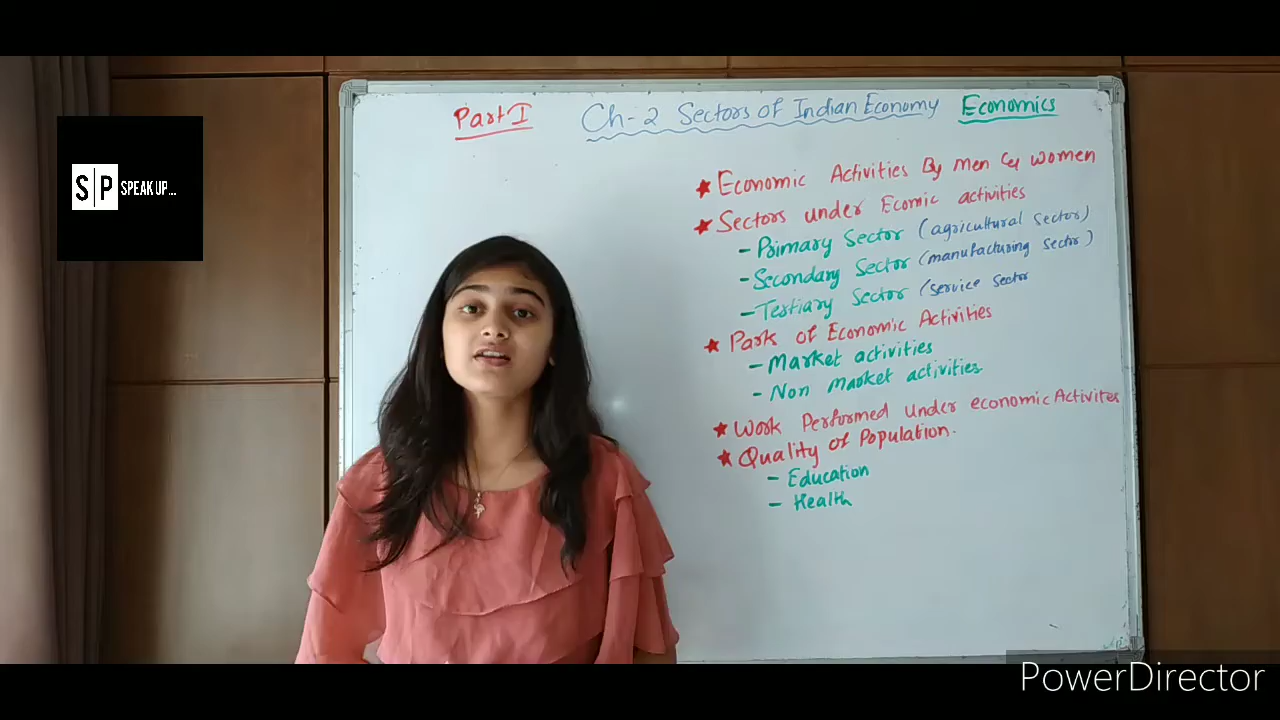 Part I
Ch-2 Sectors of Indian Economy
Economics
S|P SPEAK UP...
Economic Activities By Men & women
Sectors under Ecomic activities
- Primary Sector (agricultural sector)
- Secondary Sector (manufacturing sector)
- Tertiary Sector (service sector
Parts of Economic Activities
- Market activities
- Non Market activities
Work Performed under economic Activites
Quality of Population.
- Education
- Health
PowerDirector